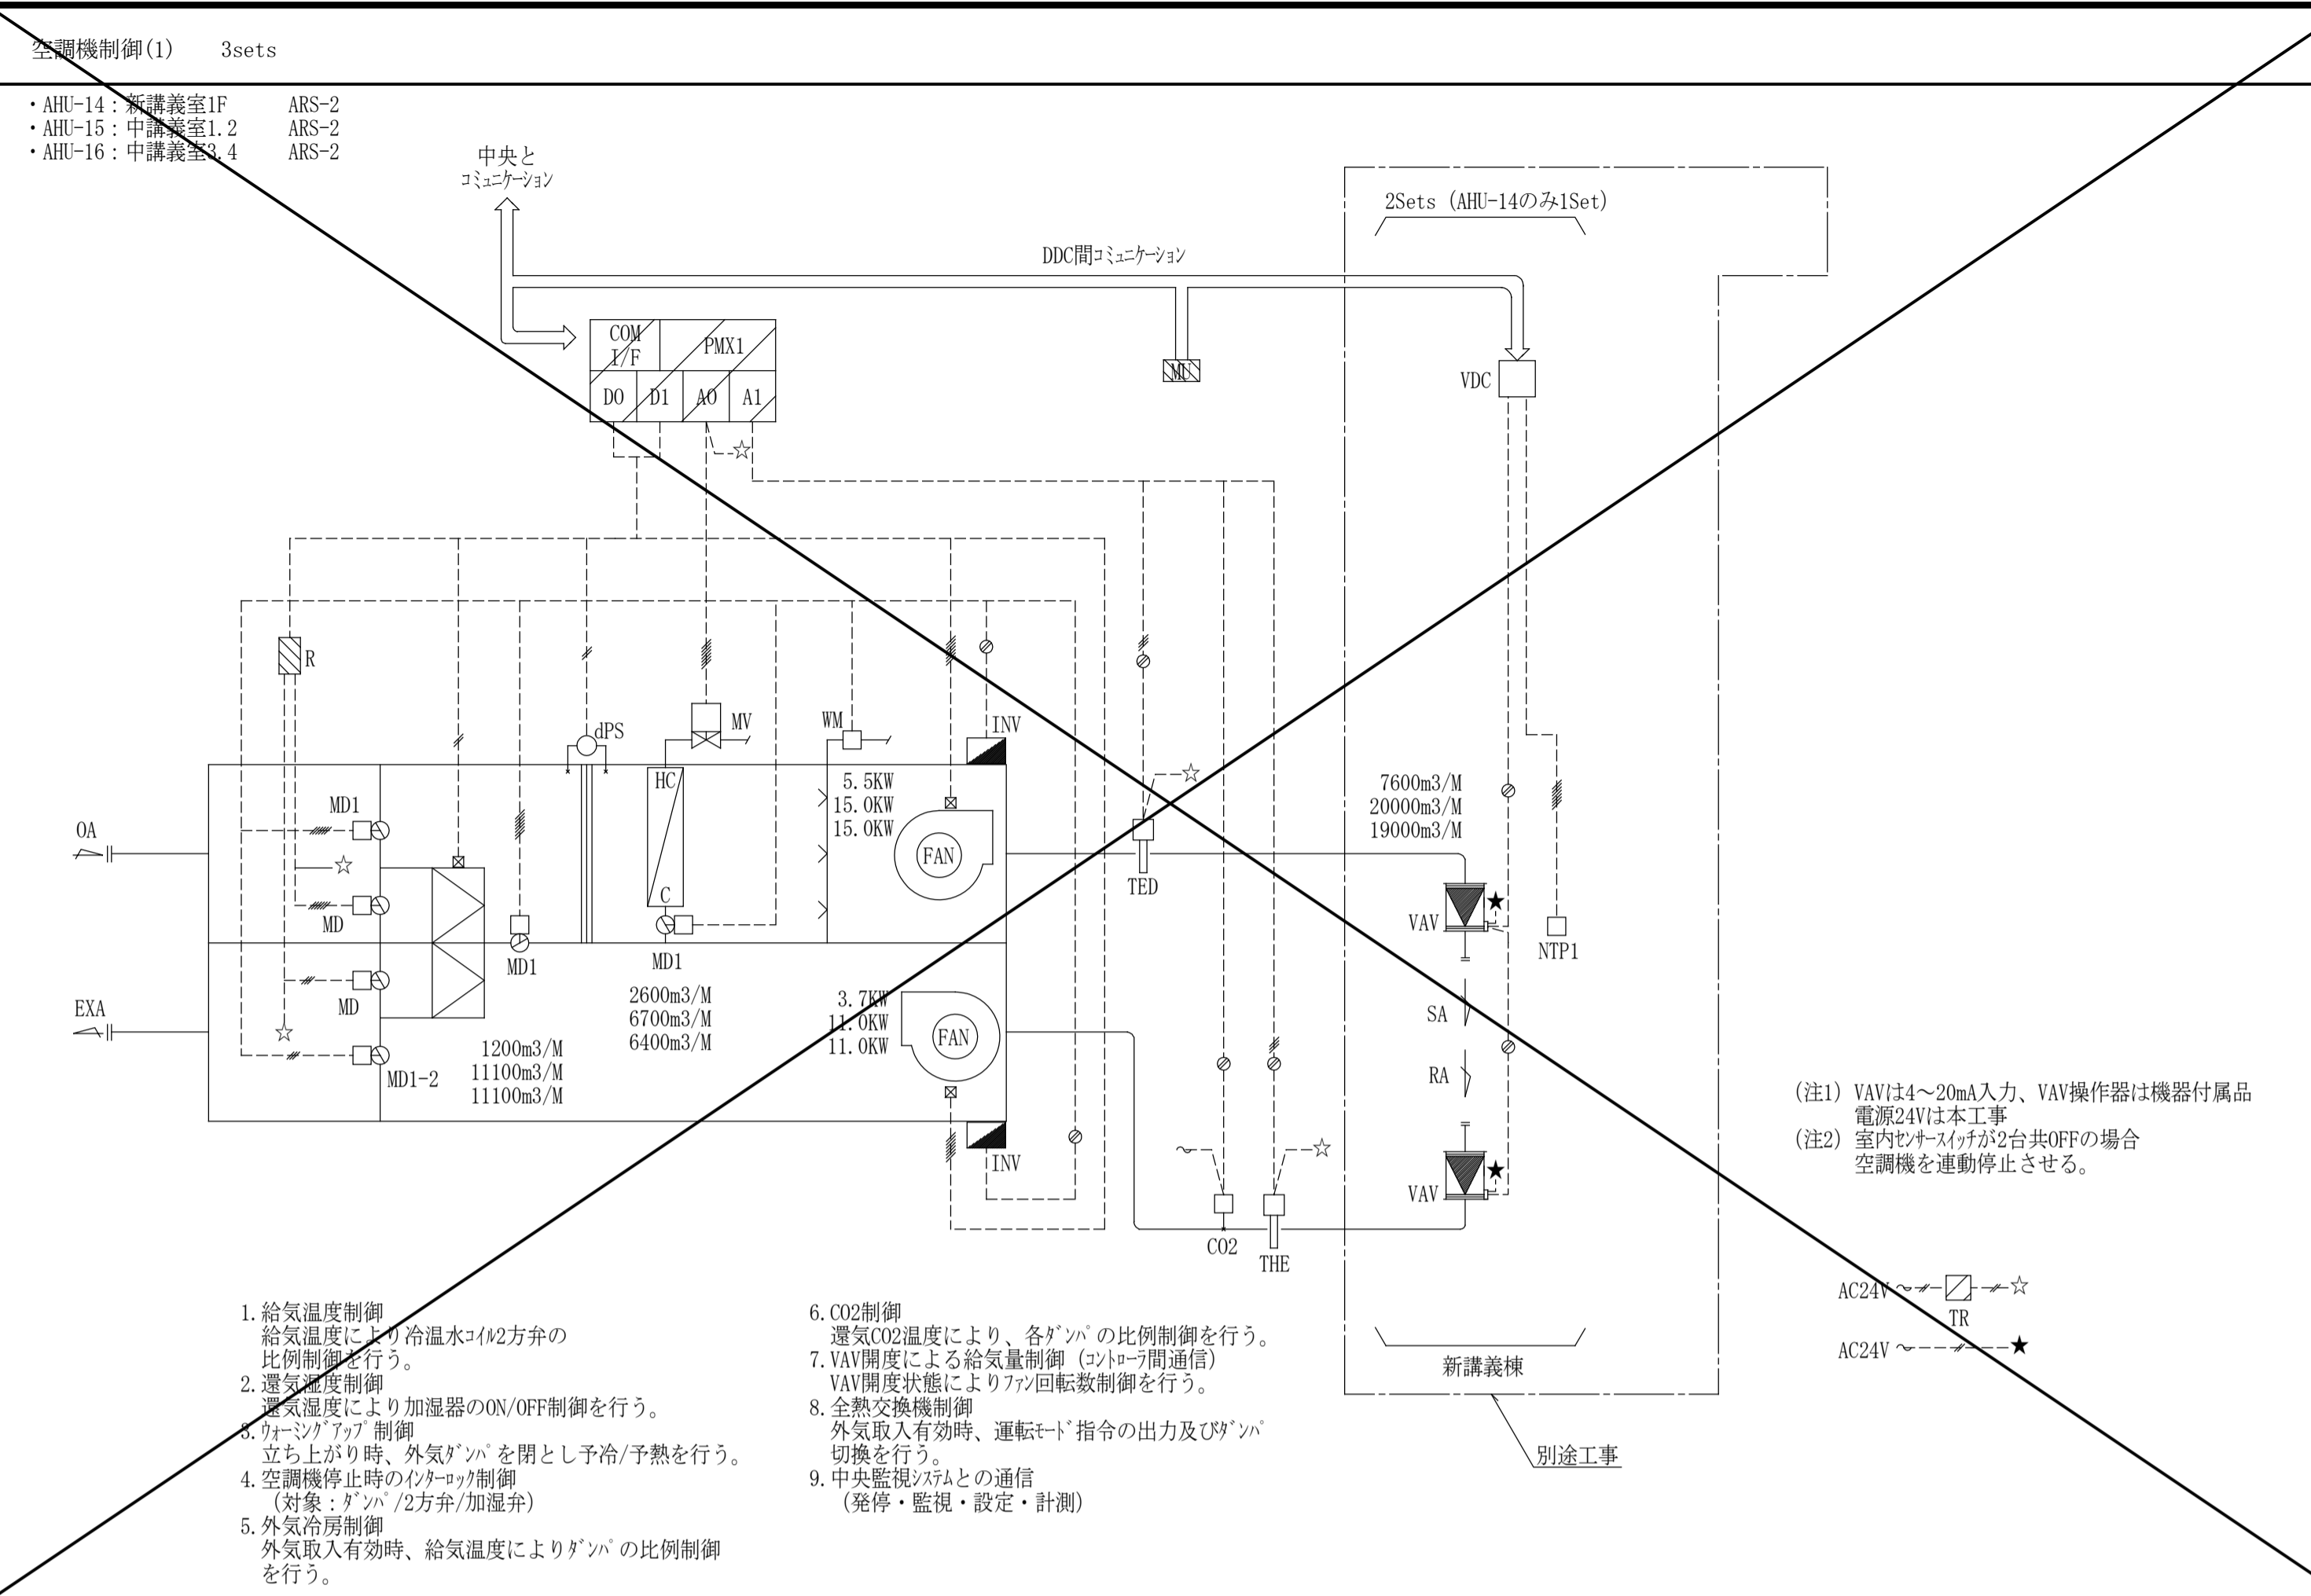 空調機制御(1)　3sets
・AHU-14：新講義室1F　ARS-2
・AHU-15：中講義室1.2　ARS-2
・AHU-16：中講義室3.4　ARS-2
中央と
ｺﾐｭﾆｹｰｼｮﾝ
2Sets (AHU-14のみ1Set)
DDC間ｺﾐｭﾆｹｰｼｮﾝ
COM
I/F
PMX1
DO D1 AO A1
☆
MU
VDC
R
dPS
MV
WM
INV
HC
C
5.5KW
15.0KW
15.0KW
FAN
☆
TED
7600m3/M
20000m3/M
19000m3/M
OA
MD1
☆
MD
MD1
MD1
VAV
★
NTP1
EXA
MD
☆
MD1-2
1200m3/M
11100m3/M
11100m3/M
2600m3/M
6700m3/M
6400m3/M
3.7KW
11.0KW
11.0KW
FAN
INV
SA
RA
☆
VAV
★
CO2
THE
(注1) VAVは4～20mA入力、VAV操作器は機器付属品
電源24Vは本工事
(注2) 室内ｾﾝｻｰｽｲｯﾁが2台共OFFの場合
空調機を連動停止させる。
AC24V
☆
TR
AC24V
★
新講義棟
別途工事
1.給気温度制御
給気温度により冷温水ｺｲﾙ2方弁の
比例制御を行う。
2.還気湿度制御
還気湿度により加湿器のON/OFF制御を行う。
3.ｳｫｰﾐﾝｸﾞｱｯﾌﾟ制御
立ち上がり時、外気ﾀﾞﾝﾊﾟを閉とし予冷/予熱を行う。
4.空調機停止時のｲﾝﾀｰﾛｯｸ制御
(対象：ﾀﾞﾝﾊﾟ/2方弁/加湿弁)
5.外気冷房制御
外気取入有効時、給気温度によりﾀﾞﾝﾊﾟの比例制御
を行う。
6.CO2制御
還気CO2温度により、各ﾀﾞﾝﾊﾟの比例制御を行う。
7.VAV開度による給気量制御 (ｺﾝﾄﾛｰﾗ間通信)
VAV開度状態によりﾌｧﾝ回転数制御を行う。
8.全熱交換機制御
外気取入有効時、運転ﾓｰﾄﾞ指令の出力及びﾀﾞﾝﾊﾟ
切換を行う。
9.中央監視ｼｽﾃﾑとの通信
(発停・監視・設定・計測)